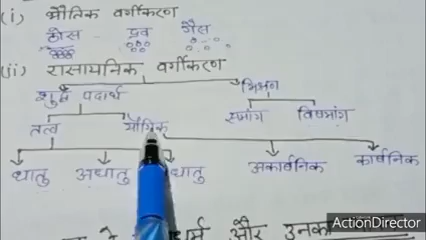 (i) भौतिक वर्गीकरण
ठोस द्रव गैस
(ii) रासायनिक वर्गीकरण
शुद्ध पदार्थ मिश्रण
तत्व यौगिक समांग विषमांग
धातु अधातु धातु अकार्बनिक कार्बनिक
और उनका
ActionDirector